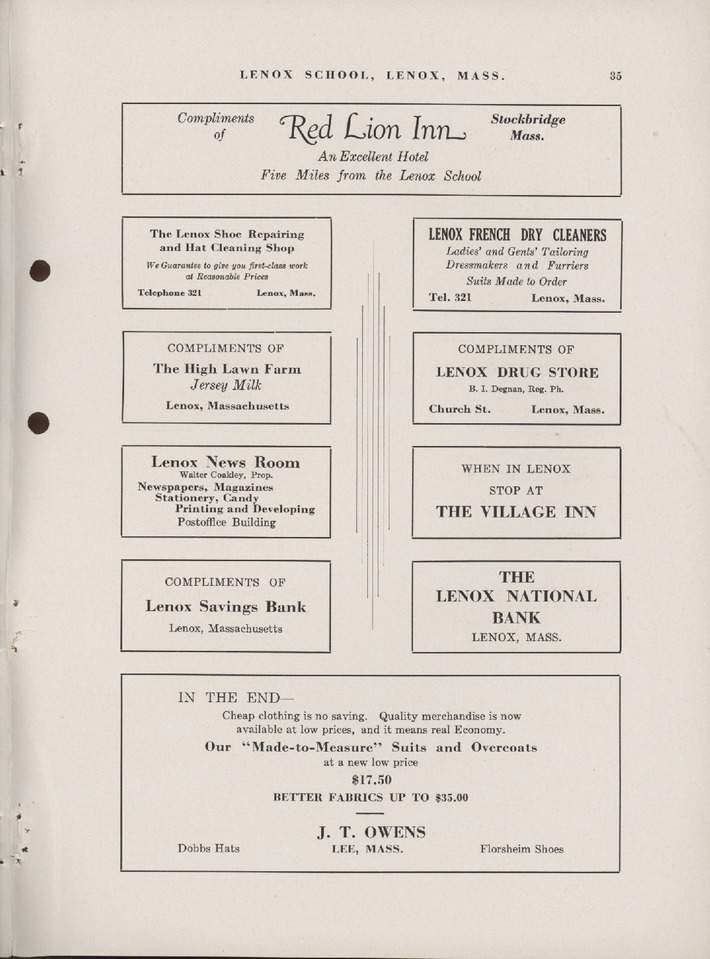 LENOX SCHOOL, LENOX, MASS. 35
Compliments of Red Lion Inn Stockbridge Mass.
An Excellent Hotel
Five Miles from the Lenox School
The Lenox Shoe Repairing
and Hat Cleaning Shop
We Guarantee to give you first-class work
at Reasonable Prices
Telephone 321 Lenox, Mass.
LENOX FRENCH DRY CLEANERS
Ladies' and Gents' Tailoring
Dressmakers and Furriers
Suits Made to Order
Tel. 321 Lenox, Mass.
COMPLIMENTS OF
The High Lawn Farm
Jersey Milk
Lenox, Massachusetts
COMPLIMENTS OF
LENOX DRUG STORE
B. I. Degnan, Reg. Ph.
Church St. Lenox, Mass.
Lenox News Room
Walter Coakley, Prop.
Newspapers, Magazines
Stationery, Candy
Printing and Developing
Postoffice Building
WHEN IN LENOX
STOP AT
THE VILLAGE INN
COMPLIMENTS OF
Lenox Savings Bank
Lenox, Massachusetts
THE
LENOX NATIONAL
BANK
LENOX, MASS.
IN THE END—
Cheap clothing is no saving. Quality merchandise is now
available at low prices, and it means real Economy.
Our "Made-to-Measure" Suits and Overcoats
at a new low price
$17.50
BETTER FABRICS UP TO $35.00
J. T. OWENS
Dobbs Hats LEE, MASS. Florsheim Shoes